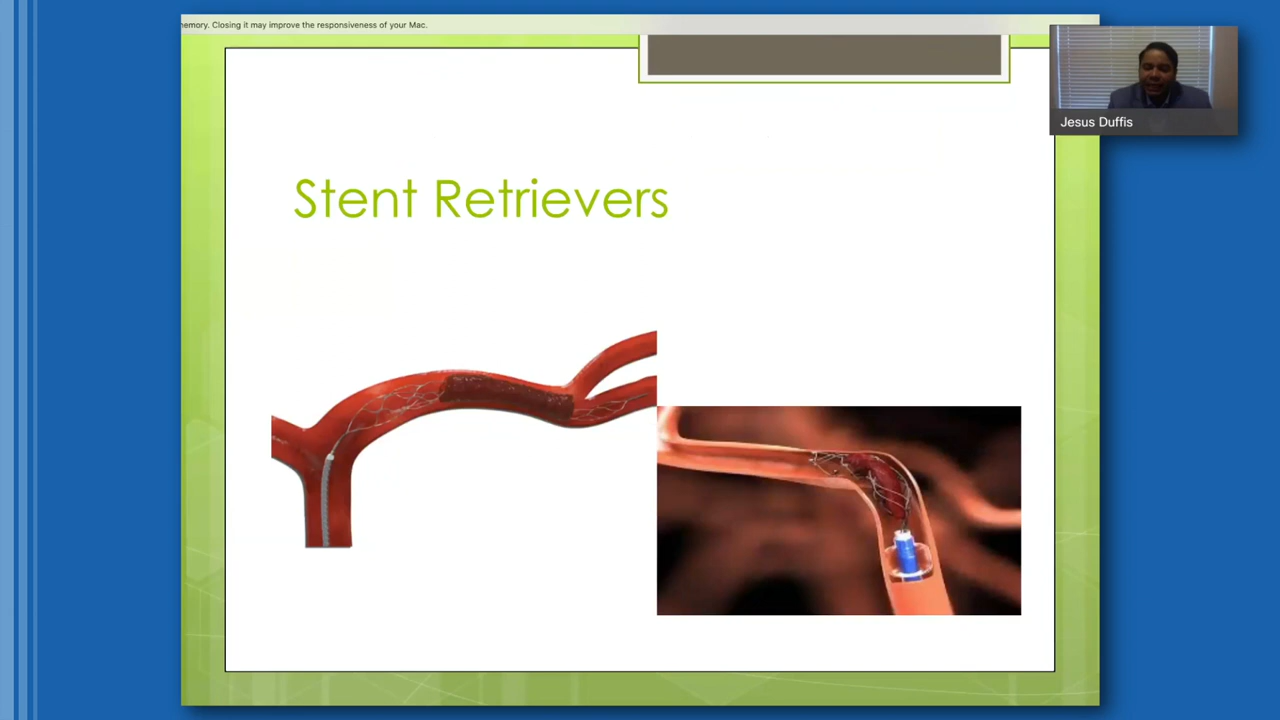 memory. Closing it may improve the responsiveness of your Mac.
Jesus Duffis
Stent Retrievers